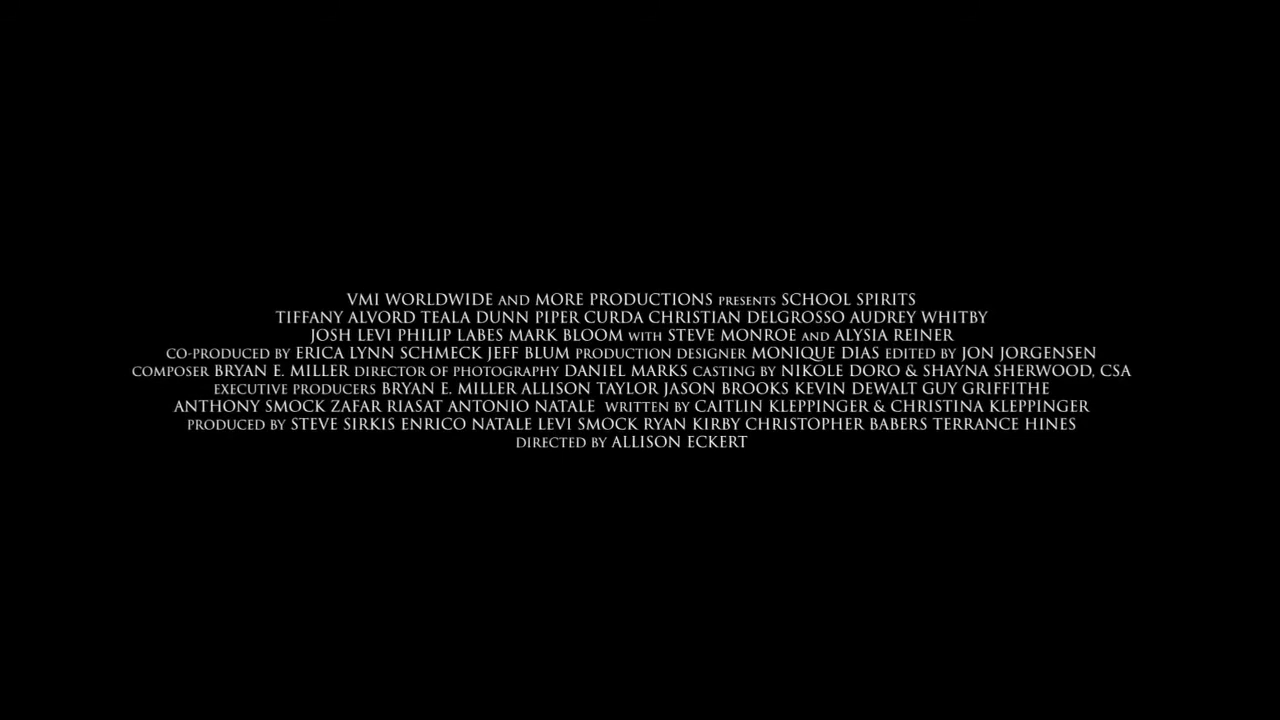 VMI WORLDWIDE AND MORE PRODUCTIONS PRESENTS SCHOOL SPIRITS
TIFFANY ALVORD TEALA DUNN PIPER CURDA CHRISTIAN DELGROSSO AUDREY WHITBY
JOSH LEVI PHILIP LABES MARK BLOOM WITH STEVE MONROE AND ALYSIA REINER
CO-PRODUCED BY ERICA LYNN SCHMECK JEFF BLUM PRODUCTION DESIGNER MONIQUE DIAS EDITED BY JON JORGENSEN
COMPOSER BRYAN E. MILLER DIRECTOR OF PHOTOGRAPHY DANIEL MARKS CASTING BY NIKOLE DORO & SHAYNA SHERWOOD, CSA
EXECUTIVE PRODUCERS BRYAN E. MILLER ALLISON TAYLOR JASON BROOKS KEVIN DEWALT GUY GRIFFITHE
ANTHONY SMOCK ZAFAR RIASAT ANTONIO NATALE WRITTEN BY CAITLIN KLEPPINGER & CHRISTINA KLEPPINGER
PRODUCED BY STEVE SIRKIS ENRICO NATALE LEVI SMOCK RYAN KIRBY CHRISTOPHER BABERS TERRANCE HINES
DIRECTED BY ALLISON ECKERT